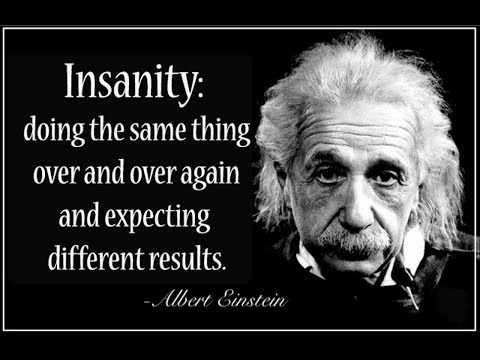 Insanity:
doing the same thing
over and over again
and expecting
different results.
-Albert Einstein